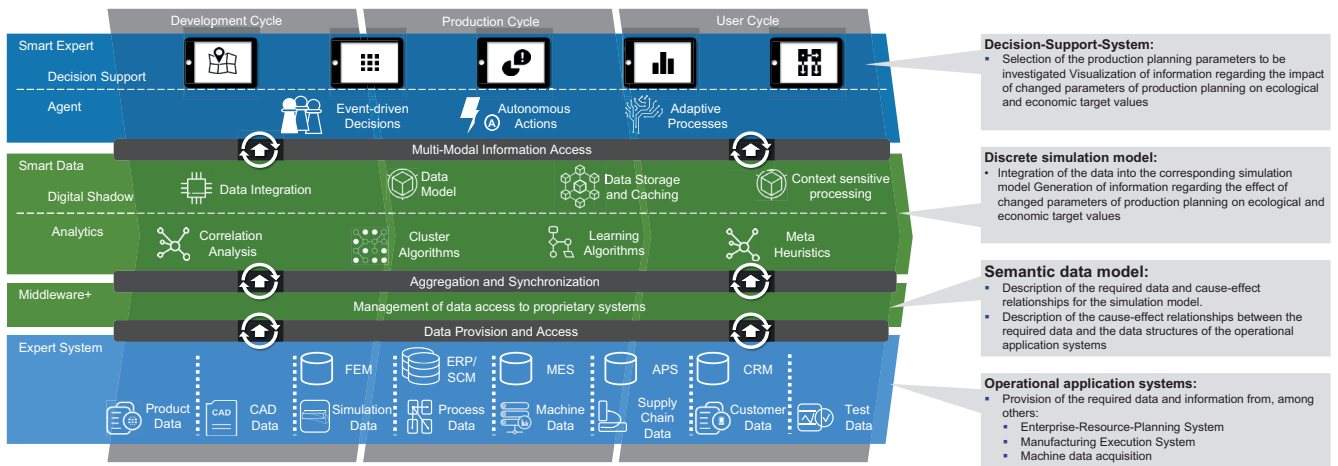 Development Cycle
Production Cycle
User Cycle
Smart Expert
Decision Support
Agent
Event-driven
Decisions
A
Autonomous
Actions
Adaptive
Processes
Multi-Modal Information Access
Smart Data
Digital Shadow
Data Integration
Data
Model
Data Storage
and Caching
Context sensitive
processing
Analytics
Correlation
Analysis
Cluster
Algorithms
Learning
Algorithms
Meta
Heuristics
Aggregation and Synchronization
Middleware+
Management of data access to proprietary systems
Data Provision and Access
Expert System
FEM
ERP/
SCM
MES
APS
CRM
Product
Data
CAD
CAD
Data
Simulation
Data
Process
Data
Machine
Data
Supply
Chain
Data
Customer
Data
Test
Data
Decision-Support-System:
▪ Selection of the production planning parameters to be
investigated Visualization of information regarding the impact
of changed parameters of production planning on ecological
and economic target values
Discrete simulation model:
• Integration of the data into the corresponding simulation
model Generation of information regarding the effect of
changed parameters of production planning on ecological and
economic target values
Semantic data model:
▪ Description of the required data and cause-effect
relationships for the simulation model.
▪ Description of the cause-effect relationships between the
required data and the data structures of the operational
application systems
Operational application systems:
▪ Provision of the required data and information from, among
others:
▪ Enterprise-Resource-Planning System
▪ Manufacturing Execution System
▪ Machine data acquisition